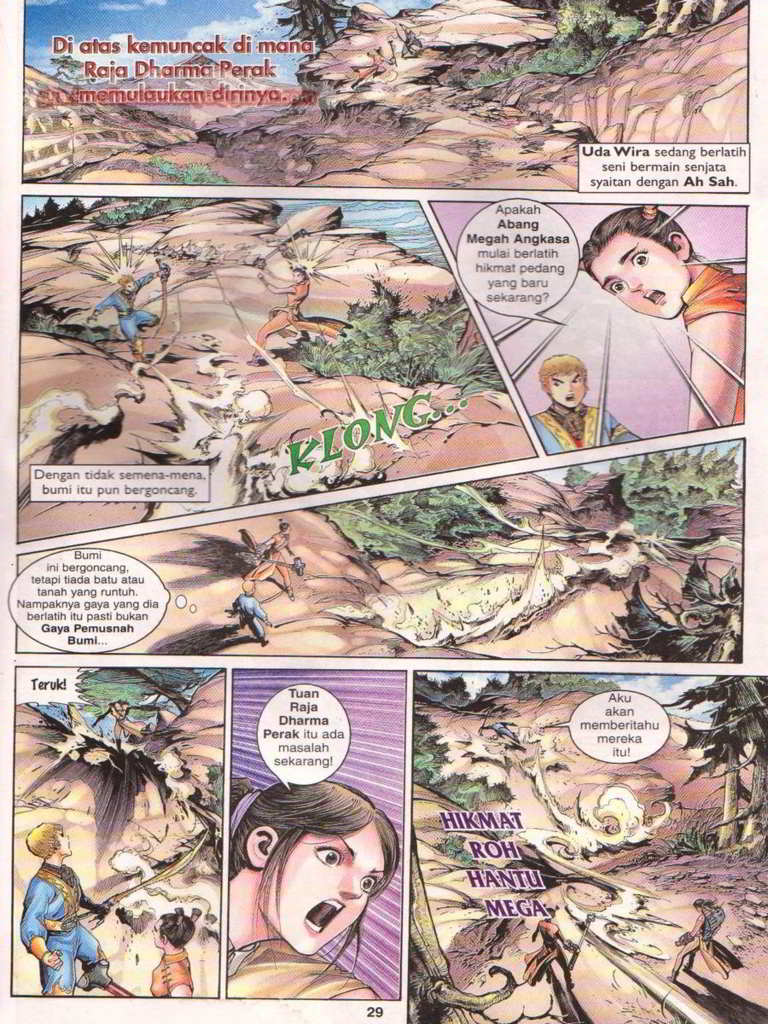 Di atas kemuncak di mana
Raja Dharma Perak
memulaukan dirinya...
Uda Wira sedang berlatih
seni bermain senjata
syaitan dengan Ah Sah.
Apakah
Abang
Megah Angkasa
mulai berlatih
hikmat pedang
yang baru
sekarang?
KLONG...
Dengan tidak semena-mena,
bumi itu pun bergoncang.
Bumi
ini bergoncang,
tetapi tiada batu atau
tanah yang runtuh.
Nampaknya gaya yang dia
berlatih itu pasti bukan
Gaya Pemusnah
Bumi...
Teruk!
Tuan
Raja
Dharma
Perak itu ada
masalah
sekarang!
Aku
akan
memberitahu
mereka
itu!
HIKMAT
ROH
HANTU
MEGA
29